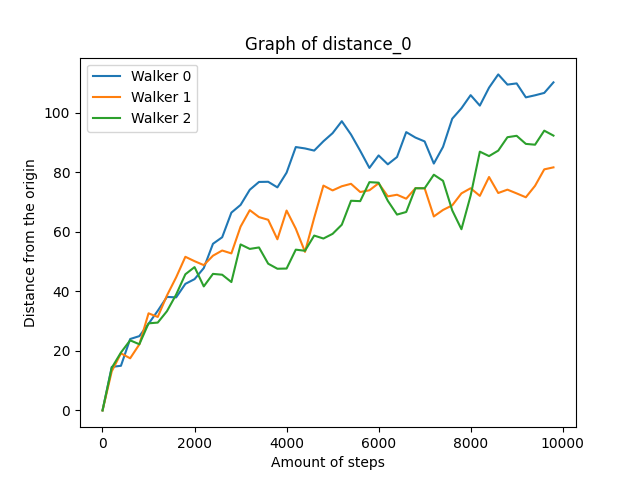 Graph of distance_0
Walker 0
Walker 1
Walker 2
Distance from the origin
100
80
60
40
20
0
0 2000 4000 6000 8000 10000
Amount of steps